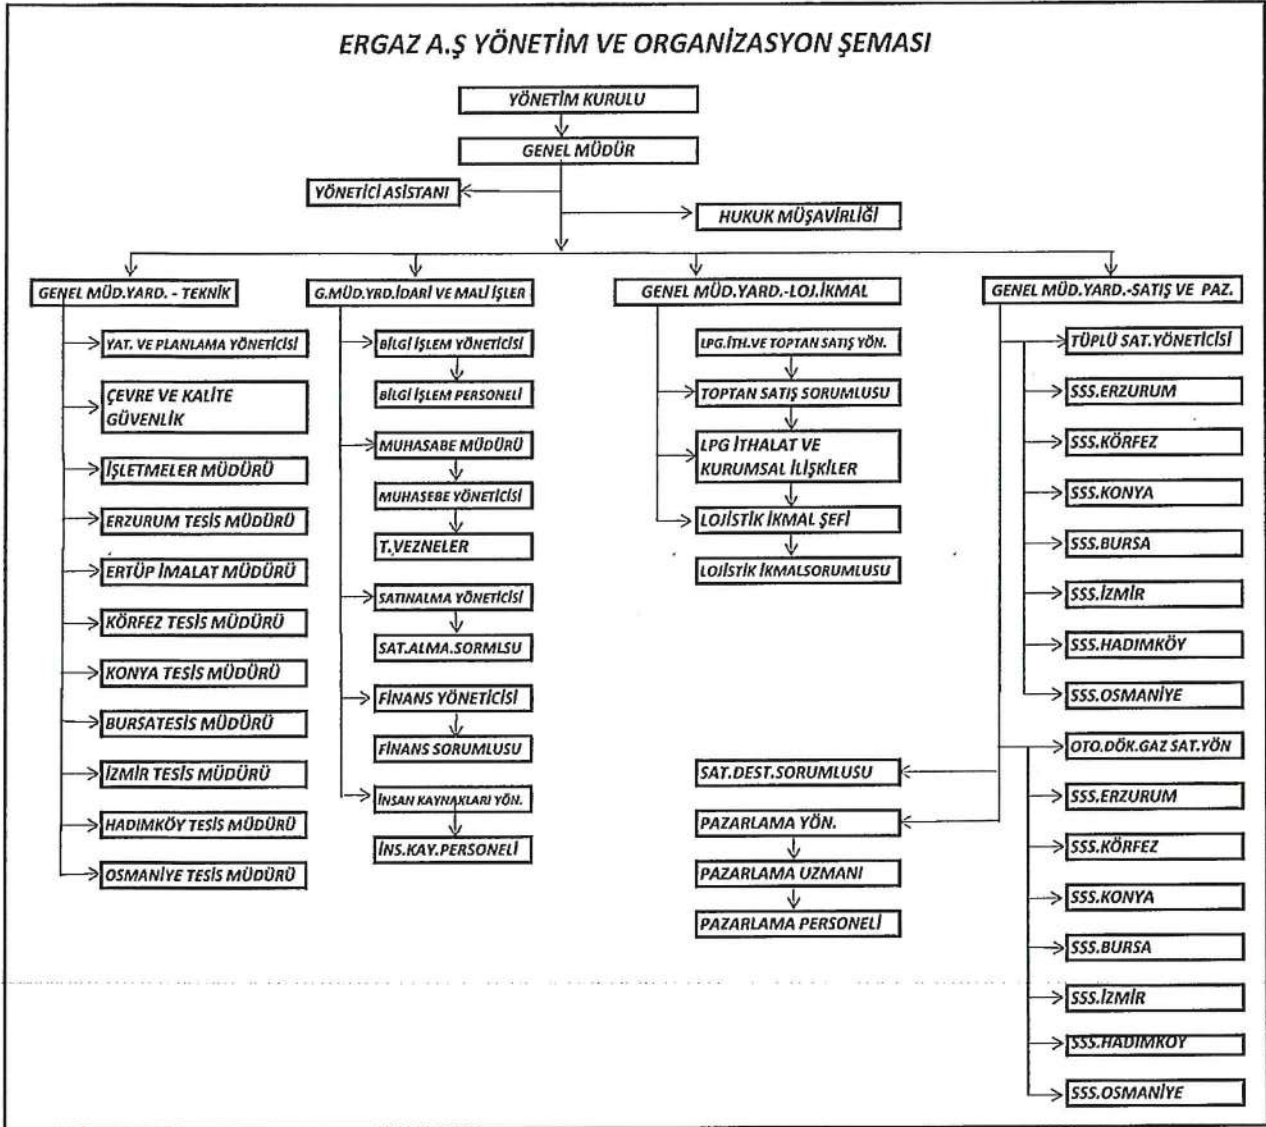 ERGAZ A.Ş YÖNETİM VE ORGANİZASYON ŞEMASI
YÖNETİM KURULU
GENEL MÜDÜR
YÖNETİCİ ASİSTANI
HUKUK MÜŞAVİRLİĞİ
GENEL MÜD.YARD. - TEKNİK
YAT. VE PLANLAMA YÖNETİCİSİ
ÇEVRE VE KALİTE
GÜVENLİK
İŞLETMELER MÜDÜRÜ
ERZURUM TESİS MÜDÜRÜ
ERTÜP İMALAT MÜDÜRÜ
KÖRFEZ TESİS MÜDÜRÜ
KONYA TESİS MÜDÜRÜ
BURSATESİS MÜDÜRÜ
İZMİR TESİS MÜDÜRÜ
HADIMKÖY TESİS MÜDÜRÜ
OSMANİYE TESİS MÜDÜRÜ
G.MÜD.YRD.İDARİ VE MALİ İŞLER
BİLGİ İŞLEM YÖNETİCİSİ
BİLGİ İŞLEM PERSONELİ
MUHASABE MÜDÜRÜ
MUHASEBE YÖNETİCİSİ
T.VEZNELER
SATINALMA YÖNETİCİSİ
SAT.ALMA.SORMLSU
FİNANS YÖNETİCİSİ
FİNANS SORUMLUSU
İNSAN KAYNAKLARI YÖN.
İNS.KAY.PERSONELİ
GENEL MÜD.YARD.-LOJ.İKMAL
LPG.İTH.VE TOPTAN SATIŞ YÖN.
TOPTAN SATIŞ SORUMLUSU
LPG İTHALAT VE
KURUMSAL İLİŞKİLER
LOJİSTİK İKMAL ŞEFİ
LOJİSTİK İKMALSORUMLUSU
GENEL MÜD.YARD.-SATIŞ VE PAZ.
TÜPLÜ SAT.YÖNETİCİSİ
SSS.ERZURUM
SSS.KÖRFEZ
SSS.KONYA
SSS.BURSA
SSS.İZMİR
SSS.HADIMKÖY
SSS.OSMANİYE
OTO.DÖK.GAZ SAT.YÖN
SSS.ERZURUM
SSS.KÖRFEZ
SSS.KONYA
SSS.BURSA
SSS.İZMİR
SSS.HADIMKÖY
SSS.OSMANİYE
SAT.DEST.SORUMLUSU
PAZARLAMA YÖN.
PAZARLAMA UZMANI
PAZARLAMA PERSONELİ